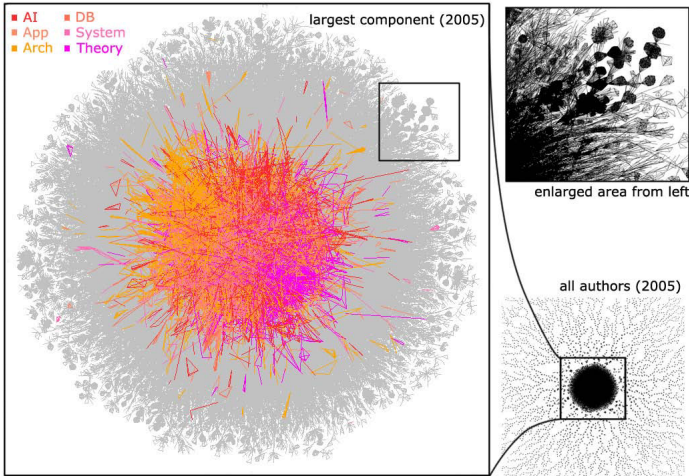 AI
DB
App
System
Arch
Theory
largest component (2005)
enlarged area from left
all authors (2005)